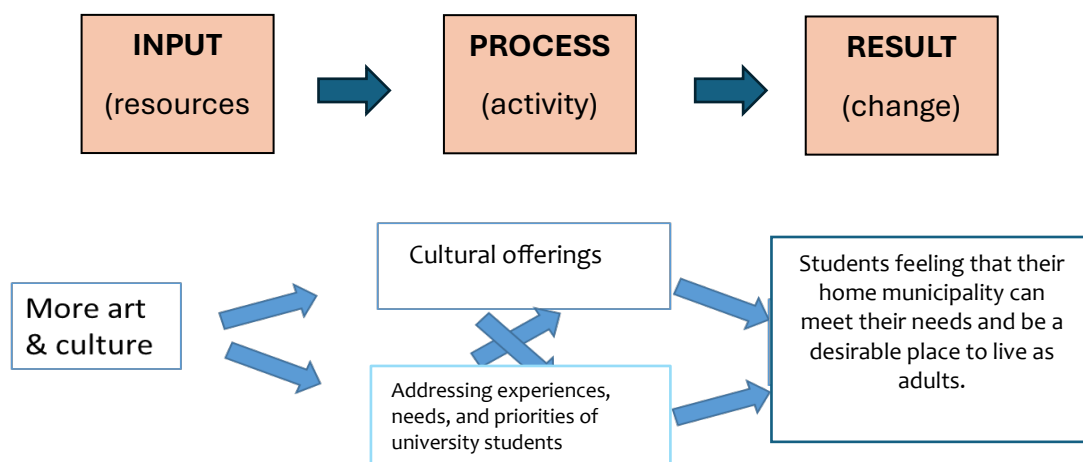 INPUT
(resources
PROCESS
(activity)
RESULT
(change)
More art
& culture
Cultural offerings
Addressing experiences,
needs, and priorities of
university students
Students feeling that their
home municipality can
meet their needs and be a
desirable place to live as
adults.